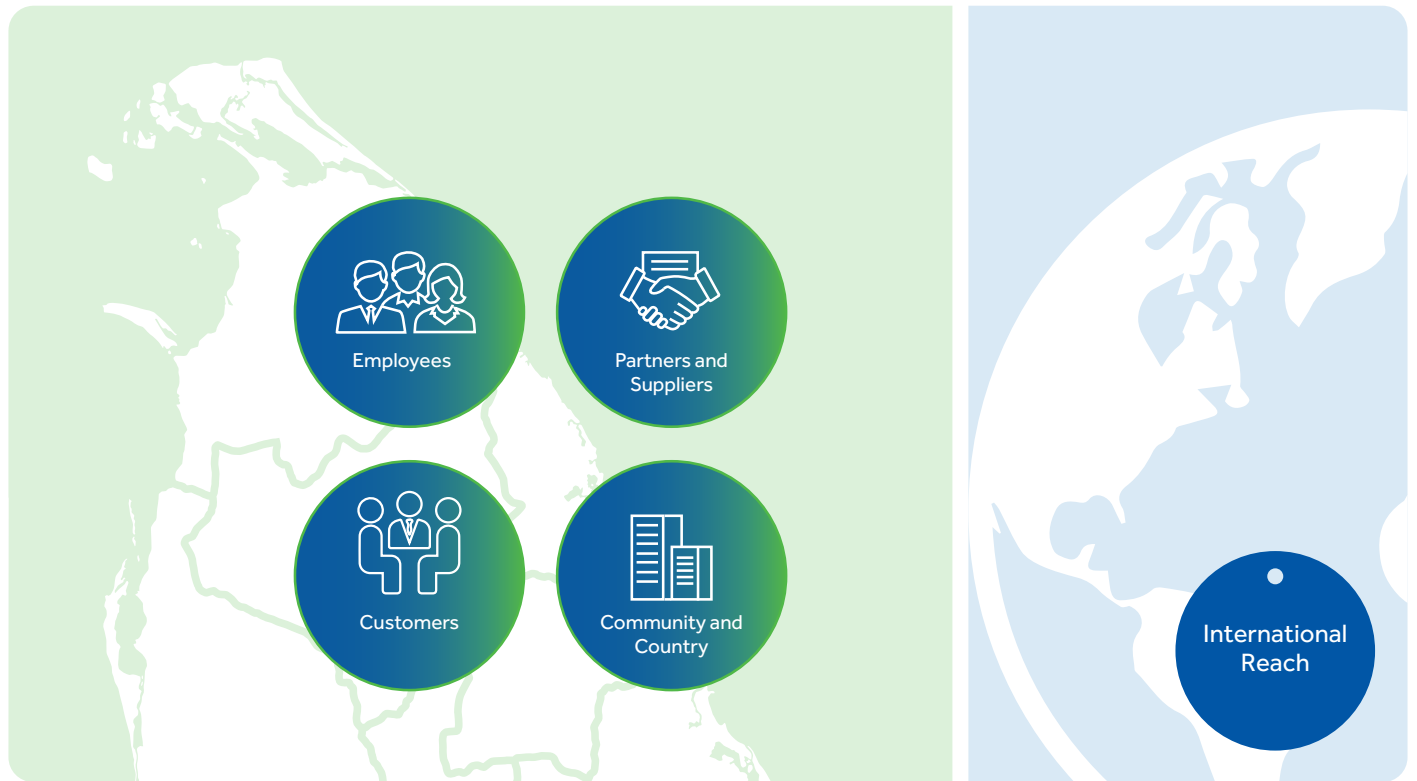 Employees
Partners and
Suppliers
Customers
Community and
Country
International
Reach